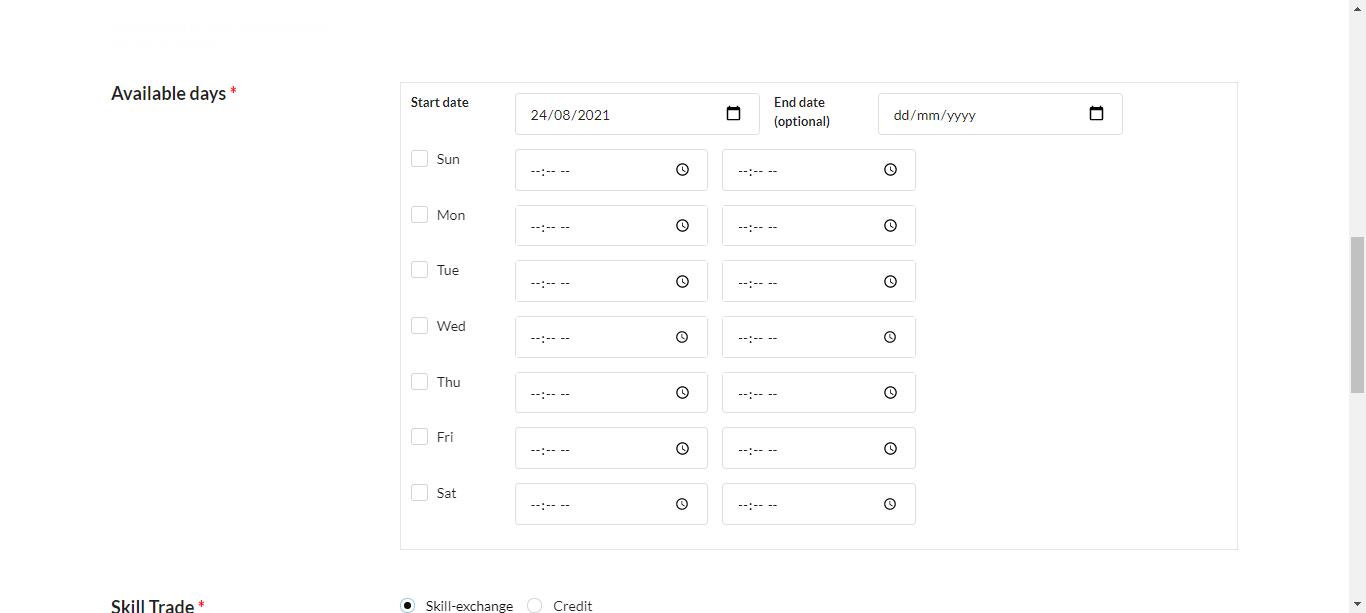 Available days *
Start date 24/08/2021 End date (optional) dd/mm/yyyy
Sun --:-- -- --:-- --
Mon --:-- -- --:-- --
Tue --:-- -- --:-- --
Wed --:-- -- --:-- --
Thu --:-- -- --:-- --
Fri --:-- -- --:-- --
Sat --:-- -- --:-- --
Skill Trade * Skill-exchange Credit